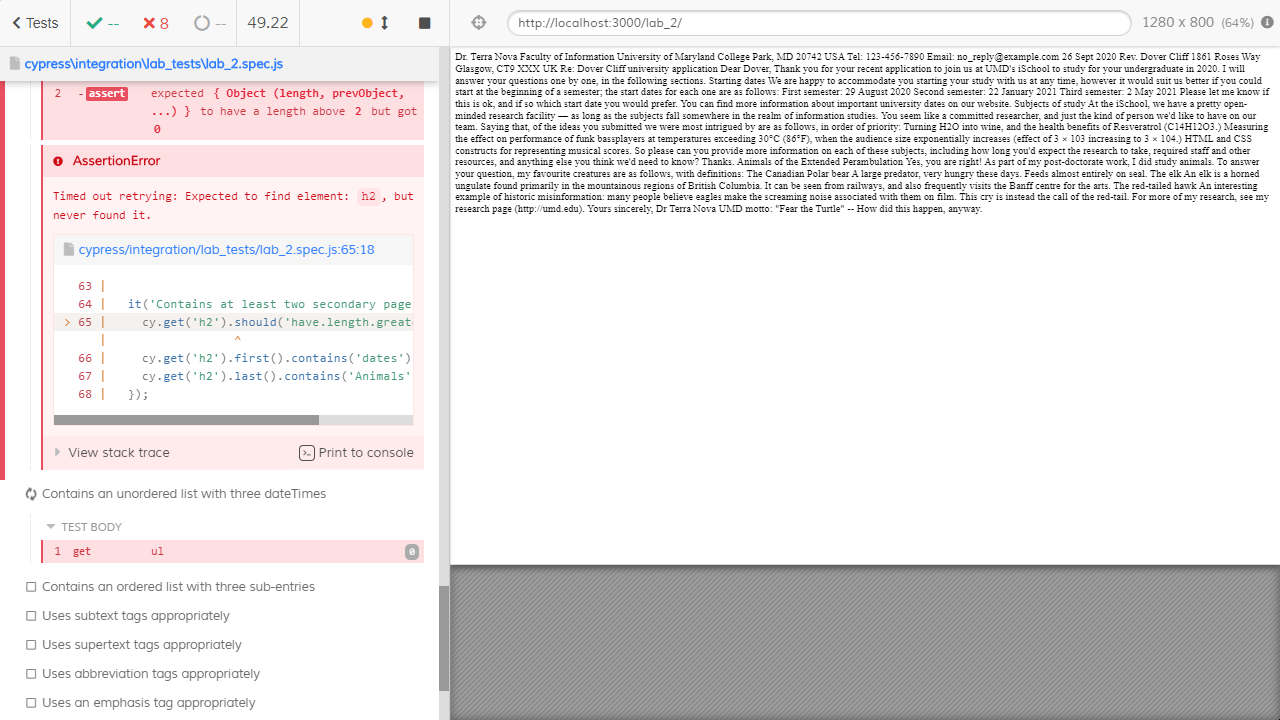 Tests
--
8
--
49.22
http://localhost:3000/lab_2/
1280 x 800 (64%)
cypress\integration\lab_tests\lab_2.spec.js
2 -assert expected { Object (length, prevObject,
...) } to have a length above 2 but got
0
AssertionError
Timed out retrying: Expected to find element: h2, but
never found it.
cypress/integration/lab_tests/lab_2.spec.js:65:18
63 |
64 | it('Contains at least two secondary page
> 65 | cy.get('h2').should('have.length.great
| ^
66 | cy.get('h2').first().contains('dates')
67 | cy.get('h2').last().contains('Animals'
68 | });
View stack trace
Print to console
Contains an unordered list with three dateTimes
TEST BODY
1 get ul 0
Contains an ordered list with three sub-entries
Uses subtext tags appropriately
Uses supertext tags appropriately
Uses abbreviation tags appropriately
Uses an emphasis tag appropriately
Dr. Terra Nova Faculty of Information University of Maryland College Park, MD 20742 USA Tel: 123-456-7890 Email: no_reply@example.com 26 Sept 2020 Rev. Dover Cliff 1861 Roses Way
Glasgow, CT9 XXX UK Re: Dover Cliff university application Dear Dover, Thank you for your recent application to join us at UMD's iSchool to study for your undergraduate in 2020. I will
answer your questions one by one, in the following sections. Starting dates We are happy to accommodate you starting your study with us at any time, however it would suit us better if you could
start at the beginning of a semester; the start dates for each one are as follows: First semester: 29 August 2020 Second semester: 22 January 2021 Third semester: 2 May 2021 Please let me know if
this is ok, and if so which start date you would prefer. You can find more information about important university dates on our website. Subjects of study At the iSchool, we have a pretty open-
minded research facility — as long as the subjects fall somewhere in the realm of information studies. You seem like a committed researcher, and just the kind of person we'd like to have on our
team. Saying that, of the ideas you submitted we were most intrigued by are as follows, in order of priority: Turning H2O into wine, and the health benefits of Resveratrol (C14H12O3.) Measuring
the effect on performance of funk bassplayers at temperatures exceeding 30°C (86°F), when the audience size exponentially increases (effect of 3 × 103 increasing to 3 × 104.) HTML and CSS
constructs for representing musical scores. So please can you provide more information on each of these subjects, including how long you'd expect the research to take, required staff and other
resources, and anything else you think we'd need to know? Thanks. Animals of the Extended Perambulation Yes, you are right! As part of my post-doctorate work, I did study animals. To answer
your question, my favourite creatures are as follows, with definitions: The Canadian Polar bear A large predator, very hungry these days. Feeds almost entirely on seal. The elk An elk is a horned
ungulate found primarily in the mountainous regions of British Columbia. It can be seen from railways, and also frequently visits the Banff centre for the arts. The red-tailed hawk An interesting
example of historic misinformation: many people believe eagles make the screaming noise associated with them on film. This cry is instead the call of the red-tail. For more of my research, see my
research page (http://umd.edu). Yours sincerely, Dr Terra Nova UMD motto: "Fear the Turtle" -- How did this happen, anyway.